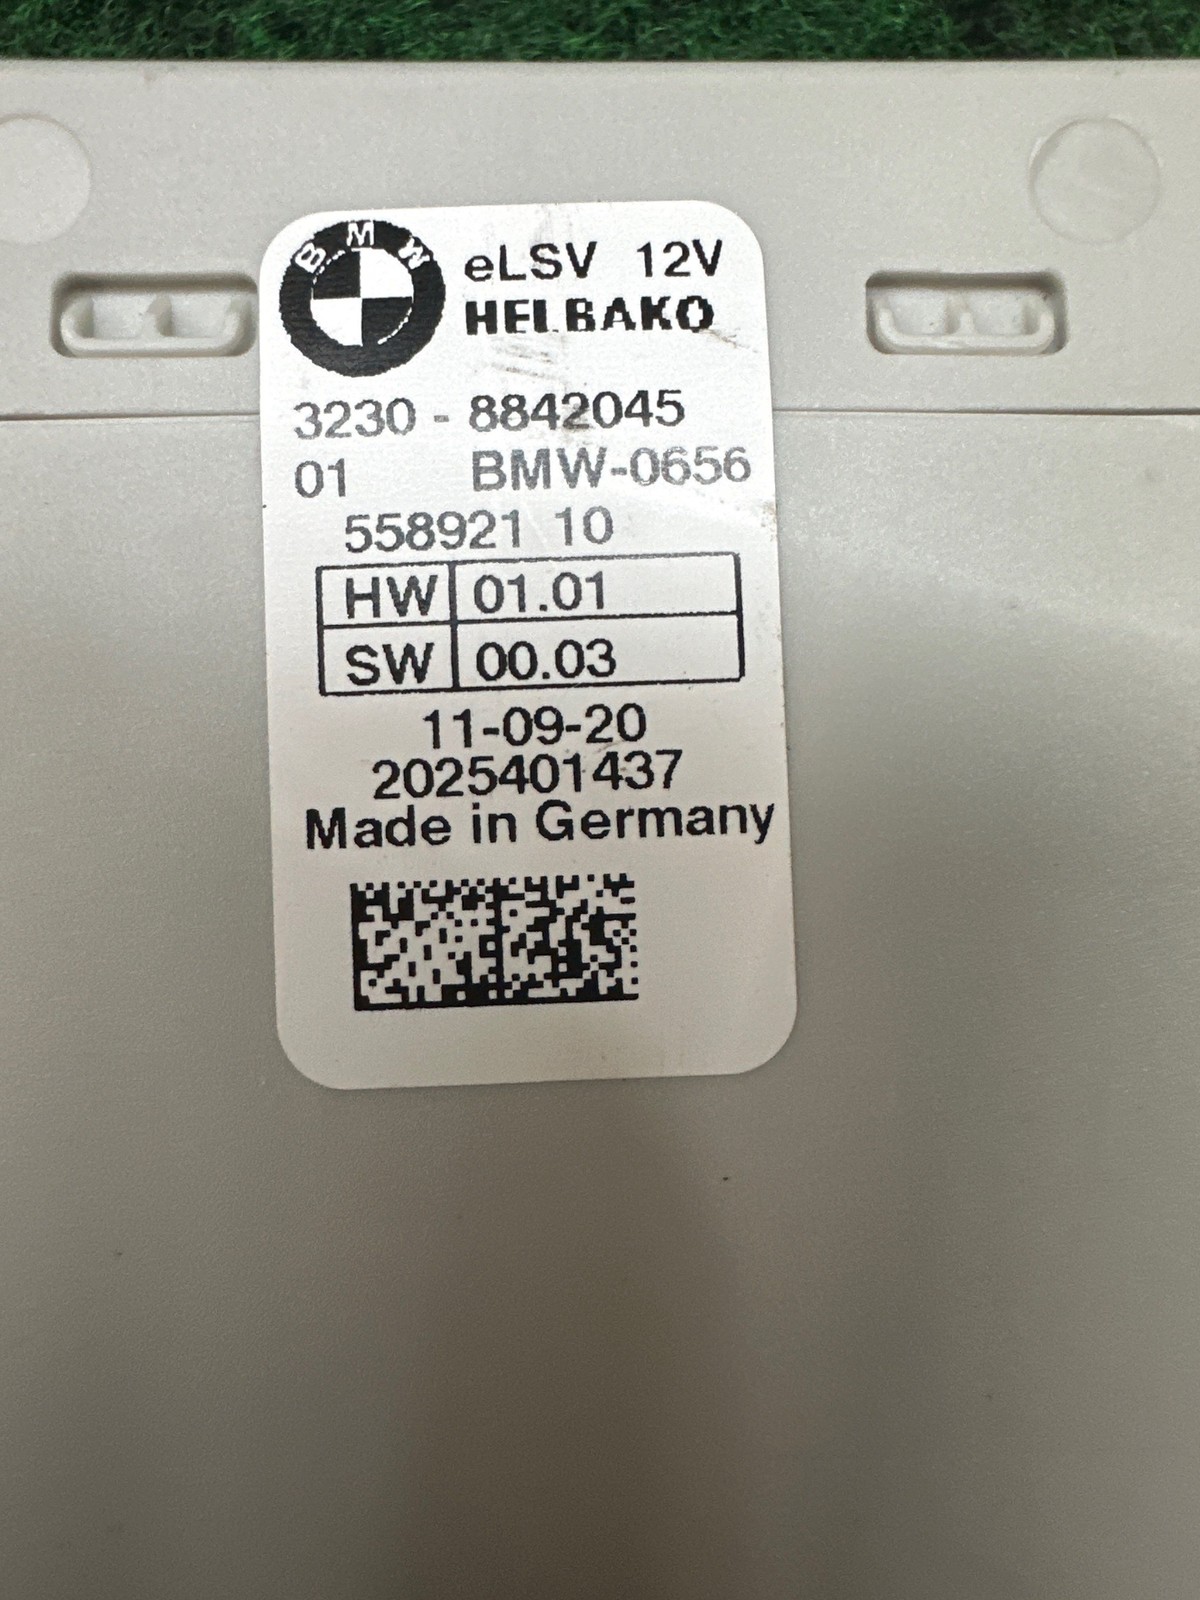 BMW
eLSV 12V
HELBAKO
3230 - 8842045
01 BMW-0656
558921 10
HW 01.01
SW 00.03
11-09-20
2025401437
Made in Germany